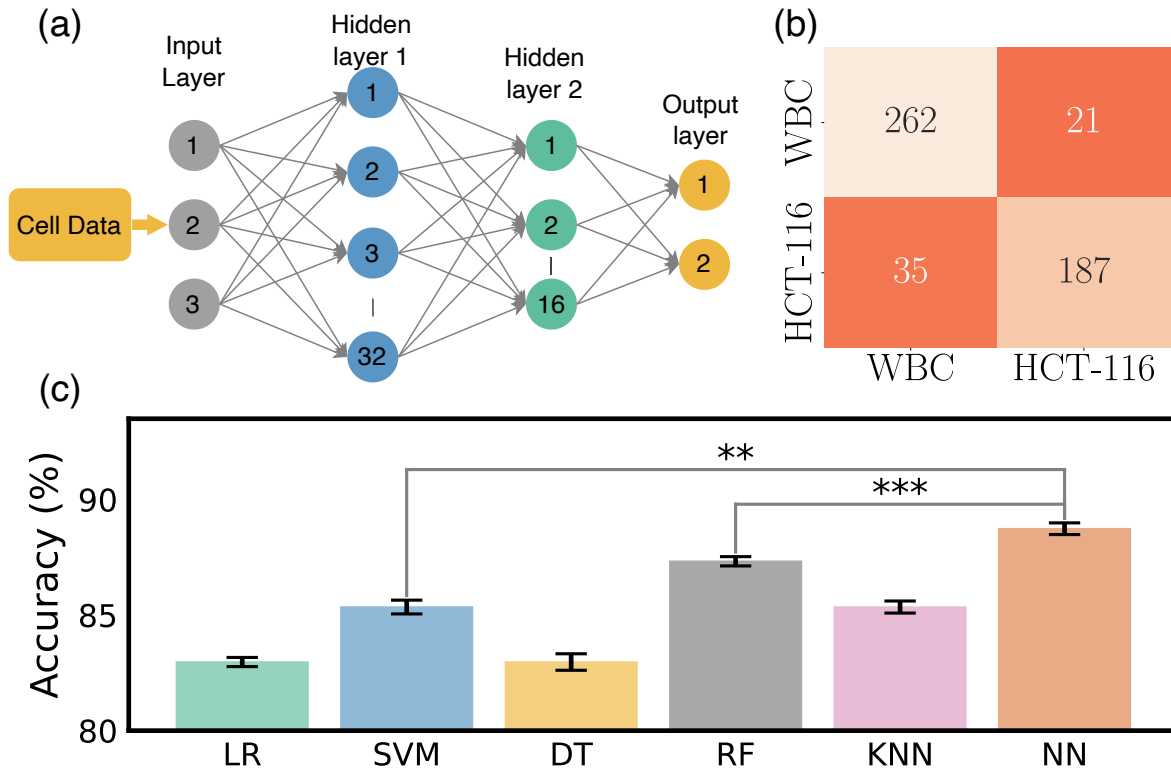 (a)
Input
Layer
Hidden
layer 1
Hidden
layer 2
Output
layer
Cell Data
1
2
3
1
2
3
32
1
2
16
1
2
(b)
WBC
HCT-116
262
21
35
187
WBC
HCT-116
(c)
Accuracy (%)
90
85
80
**
***
LR
SVM
DT
RF
KNN
NN